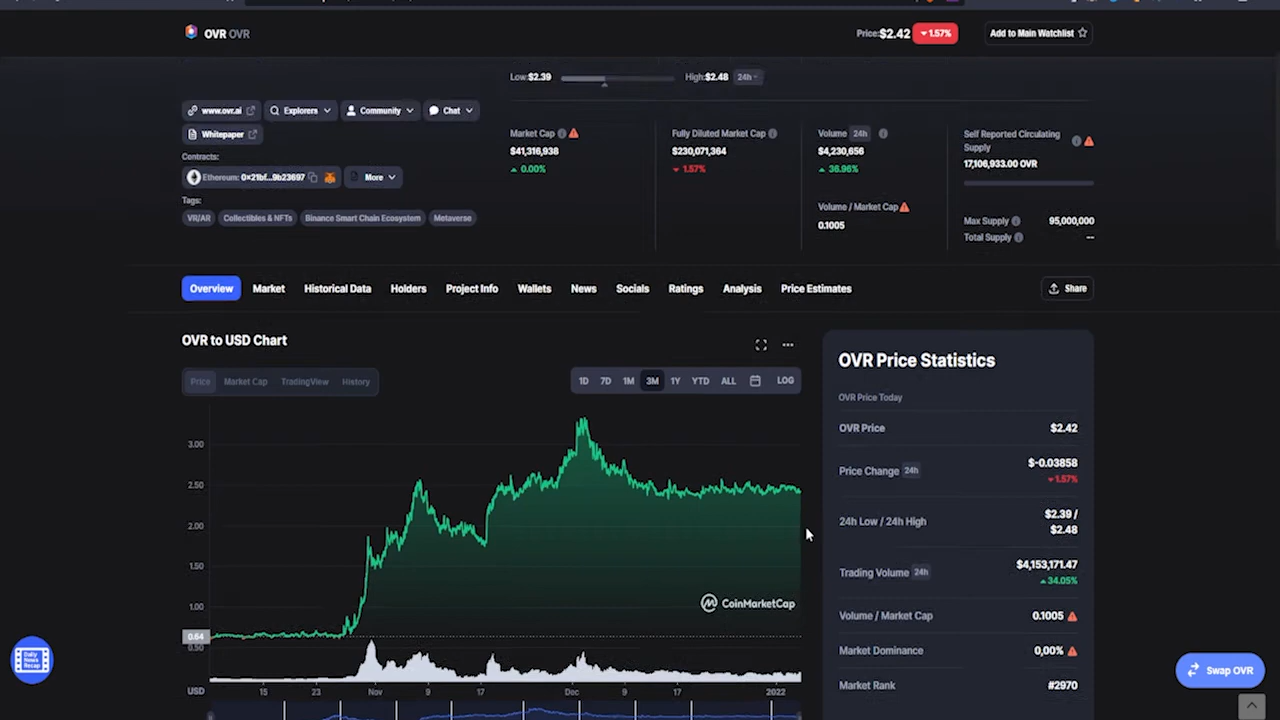 OVR OVR
Price:$2.42 1.57%
Add to Main Watchlist
Low:$2.39
High:$2.48 24h
www.ovr.ai
Explorers
Community
Chat
Whitepaper
Contracts:
Ethereum: 0x21bf...9b23697
More
Tags:
VR/AR
Collectibles & NFTs
Binance Smart Chain Ecosystem
Metaverse
Market Cap
$41,316,938
0.00%
Fully Diluted Market Cap
$230,071,364
1.57%
Volume 24h
$4,230,656
36.96%
Volume / Market Cap
0.1005
Self Reported Circulating
Supply
17,106,933.00 OVR
Max Supply 95,000,000
Total Supply --
Overview Market Historical Data Holders Project Info Wallets News Socials Ratings Analysis Price Estimates
Share
OVR to USD Chart
Price Market Cap TradingView History
1D 7D 1M 3M 1Y YTD ALL LOG
3.00
2.50
2.00
1.50
1.00
0.64
0.50
CoinMarketCap
USD 15 23 Nov 9 17 Dec 9 17 2022
OVR Price Statistics
OVR Price Today
OVR Price $2.42
Price Change 24h $-0.03858
1.57%
24h Low / 24h High $2.39 /
$2.48
Trading Volume 24h $4,153,171.47
34.05%
Volume / Market Cap 0.1005
Market Dominance 0,00%
Market Rank #2970
Daily
News
Recap
Swap OVR